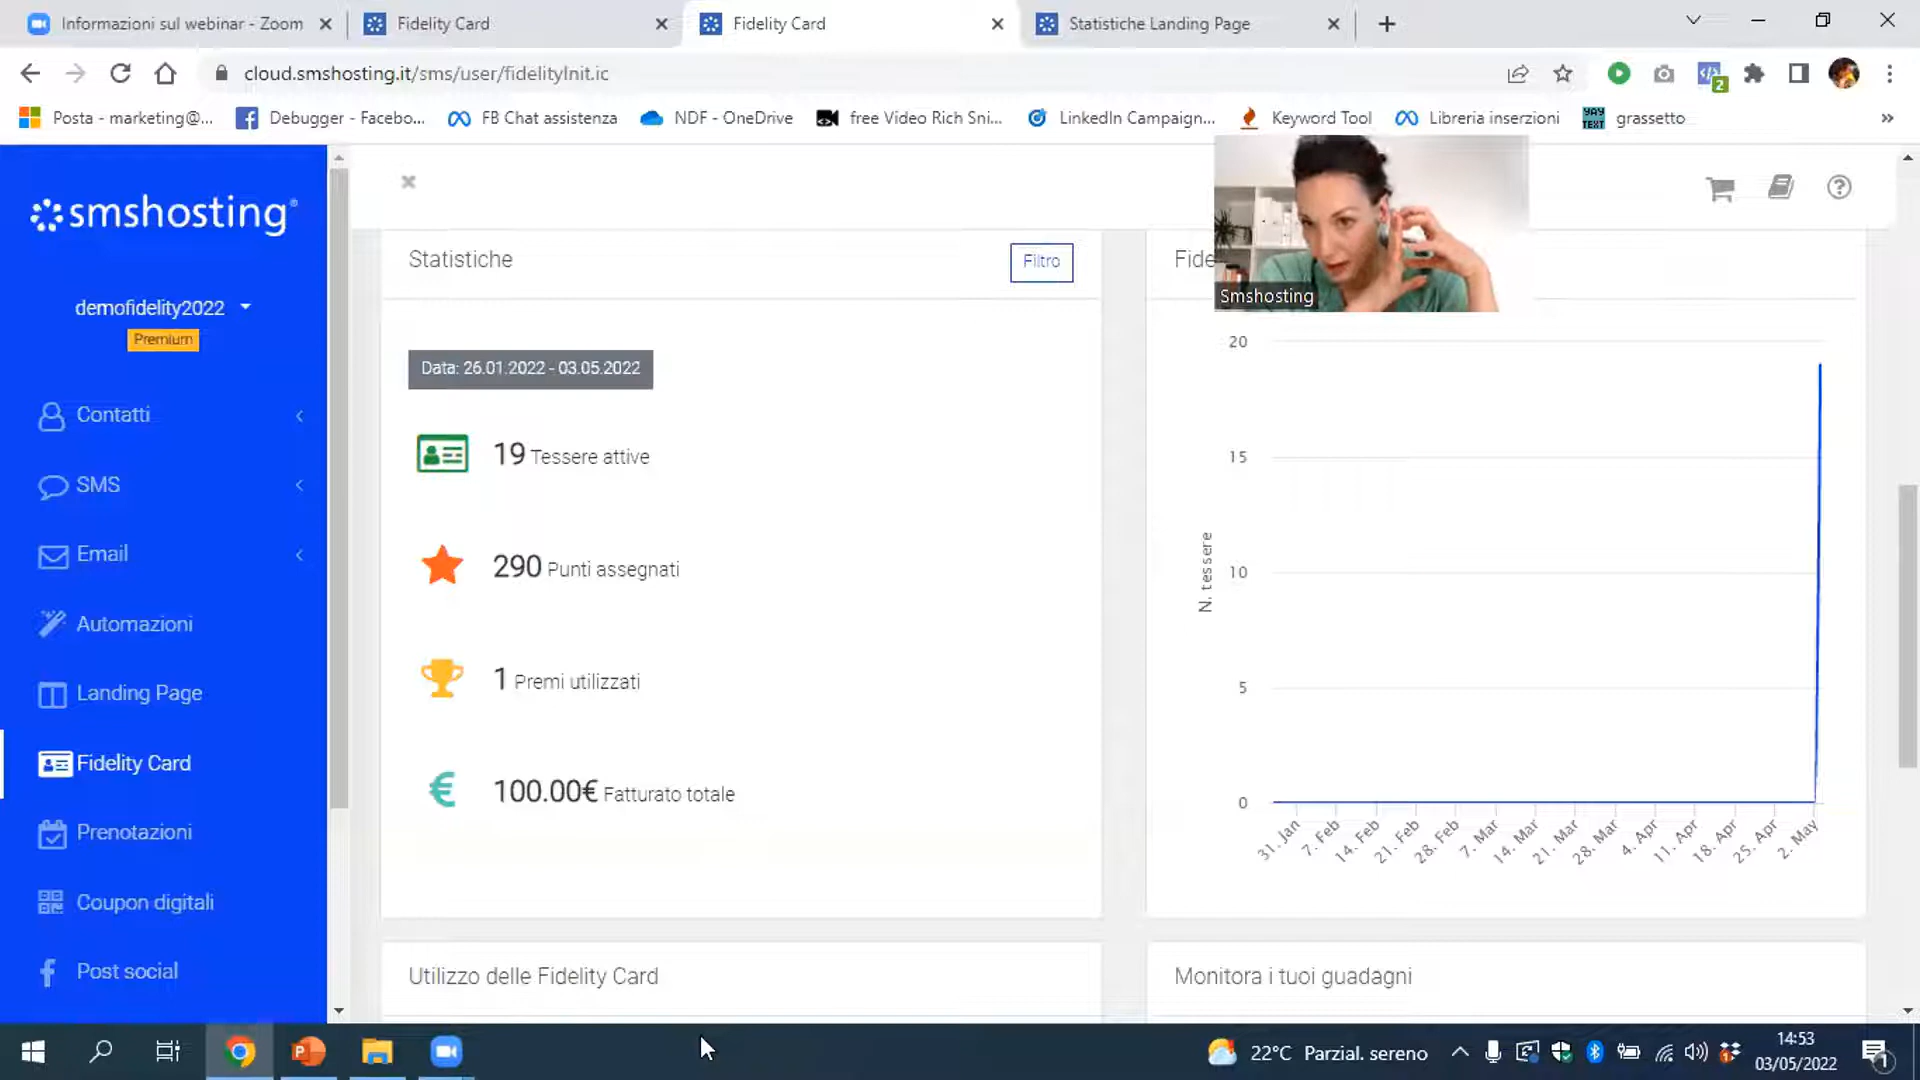 Informazioni sul webinar - Zoom
Fidelity Card
Fidelity Card
Statistiche Landing Page
cloud.smshosting.it/sms/user/fidelityInit.ic
2
Posta - marketing@...
Debugger - Facebo...
FB Chat assistenza
NDF - OneDrive
free Video Rich Sni...
LinkedIn Campaign...
Keyword Tool
Libreria inserzioni
YAY TEXT
grassetto
»
smshosting®
demofidelity2022
Premium
Contatti
SMS
Email
Automazioni
Landing Page
Fidelity Card
Prenotazioni
Coupon digitali
Post social
Statistiche
Filtro
Data: 26.01.2022 - 03.05.2022
19 Tessere attive
290 Punti assegnati
1 Premi utilizzati
€ 100.00€ Fatturato totale
Fide
Smshosting
N. tessere
20
15
10
5
0
31. Jan
7. Feb
14. Feb
21. Feb
28. Feb
7. Mar
14. Mar
21. Mar
28. Mar
4. Apr
11. Apr
18. Apr
25. Apr
2. May
Utilizzo delle Fidelity Card
Monitora i tuoi guadagni
22°C Parzial. sereno
14:53
03/05/2022
1